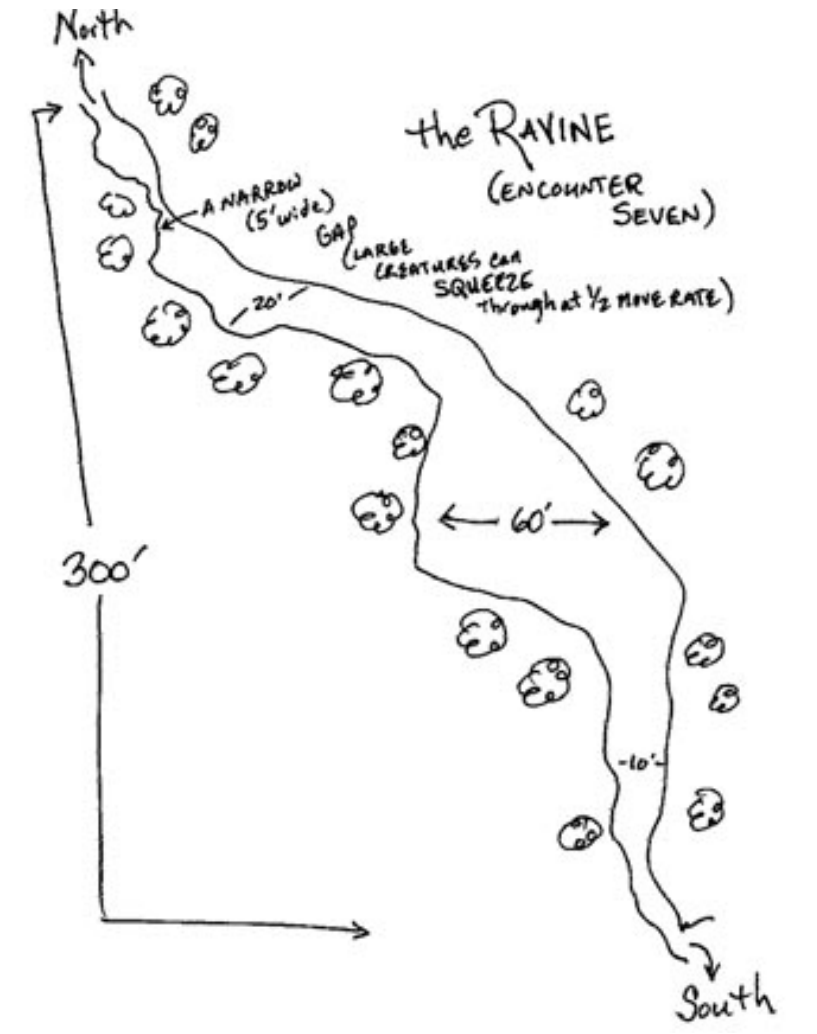 North
the RAVINE
(ENCOUNTER
SEVEN)
A NARROW
(5' wide)
GAP
(LARGE
CREATURES can
SQUEEZE
through at ½ MOVE RATE)
20'
60'
300'
-10'-
South